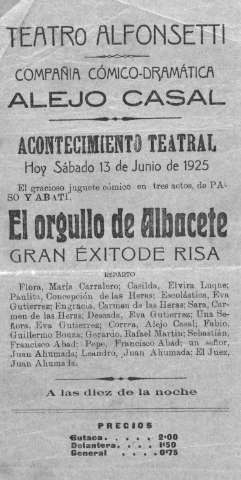 TEATRO ALFONSETTI
COMPAÑIA CÓMICO-DRAMÁTICA
ALEJO CASAL
ACONTECIMIENTO TEATRAL
Hoy Sábado 13 de Junio de 1925
El gracioso juguete cómico en tres actos, de PA-
SO Y ABATI.
El orgullo de Albacete
GRAN ÉXITO DE RISA
REPARTO
Flora, María Carralero; Casilda, Elvira Luque;
Paulita, Concepción de las Heras; Escolástica, Eva
Gutierrez; Engracia, Carmen de las Heras; Sara, Car-
men de las Heras; Deseada, Eva Gutierrez; Una Se-
ñora, Eva Gutierrez; Correa, Alejo Casal; Fabio,
Guillermo Bouza; Gerardo, Rafael Martin; Sebastián,
Francisco Abad; Pepe, Francisco Abad; un señor,
Juan Ahumada; Leandro, Juan Ahumada; El Juez,
Juan Ahumada.
A las diez de la noche
PRECIOS
Butaca. . . . . 2'00
Delantera. . . . 1'50
General . . . . 0'75